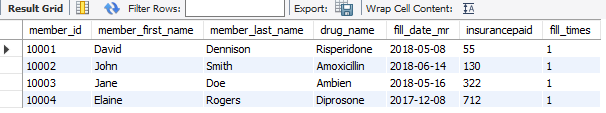 Result Grid Filter Rows: Export: Wrap Cell Content: IA
member_id member_first_name member_last_name drug_name fill_date_mr insurancepaid fill_times
10001 David Dennison Risperidone 2018-05-08 55 1
10002 John Smith Amoxicillin 2018-06-14 130 1
10003 Jane Doe Ambien 2018-05-16 322 1
10004 Elaine Rogers Diprosone 2017-12-08 712 1